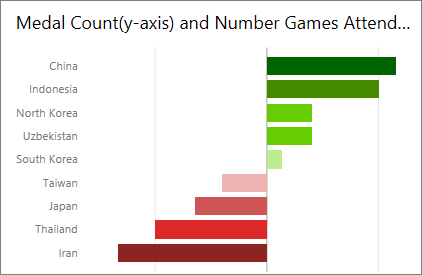 Medal Count(y-axis) and Number Games Attend...
China
Indonesia
North Korea
Uzbekistan
South Korea
Taiwan
Japan
Thailand
Iran